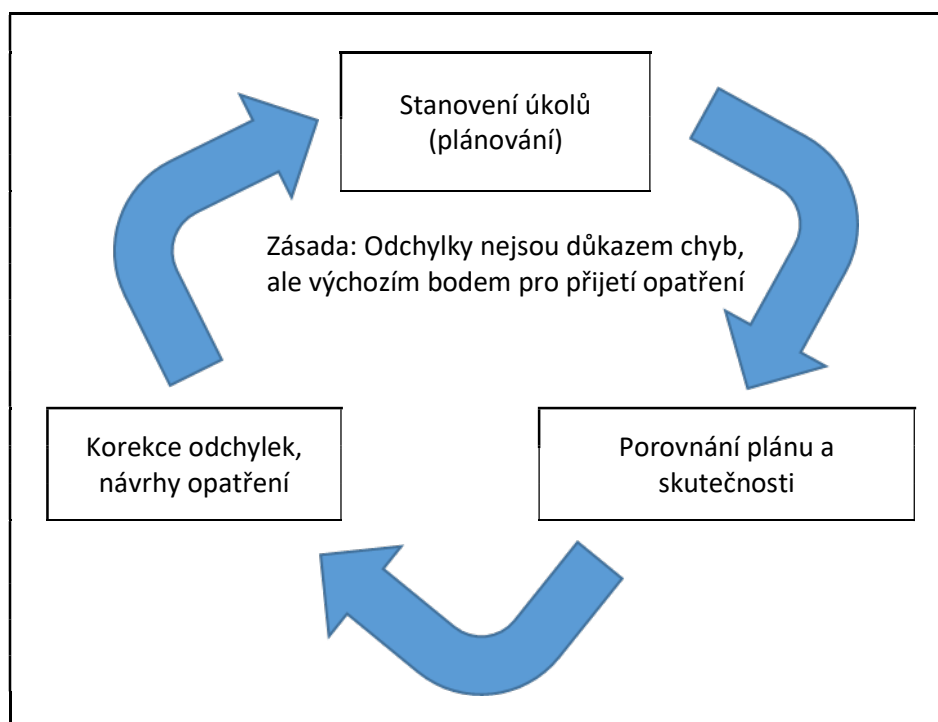 Stanovení úkolů
(plánování)
Zásada: Odchylky nejsou důkazem chyb,
ale výchozím bodem pro přijetí opatření
Korekce odchylek,
návrhy opatření
Porovnání plánu a
skutečnosti